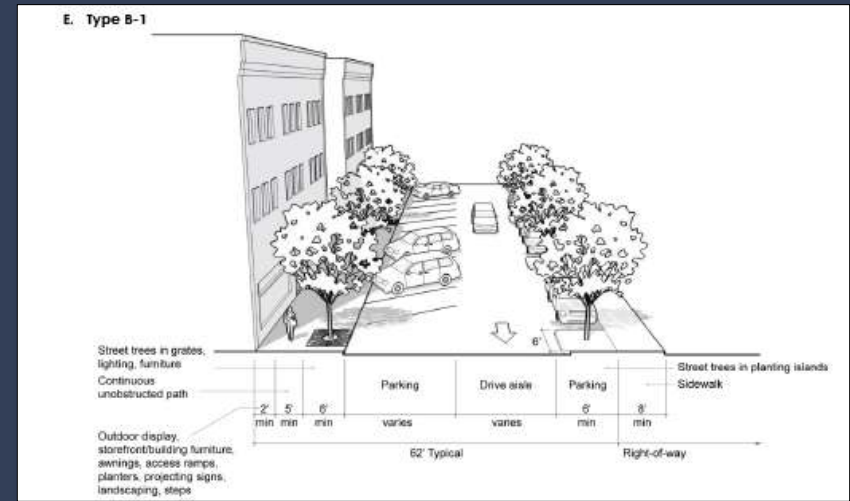 E. Type B-1
6'
Street trees in grates,
lighting, furniture
Continuous
unobstructed path
Parking
Drive aisle
Parking
Street trees in planting islands
Sidewalk
2'
5'
6'
6'
8'
min
min
min
varies
varies
min
min
Outdoor display,
storefront/building furniture,
awnings, access ramps,
planters, projecting signs,
landscaping, steps
62' Typical
Right-of-way